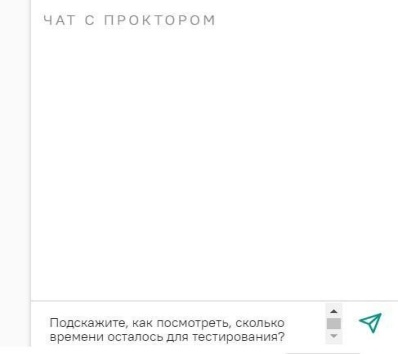 ЧАТ С ПРОКТОРОМ
Подскажите, как посмотреть, сколько
времени осталось для тестирования?